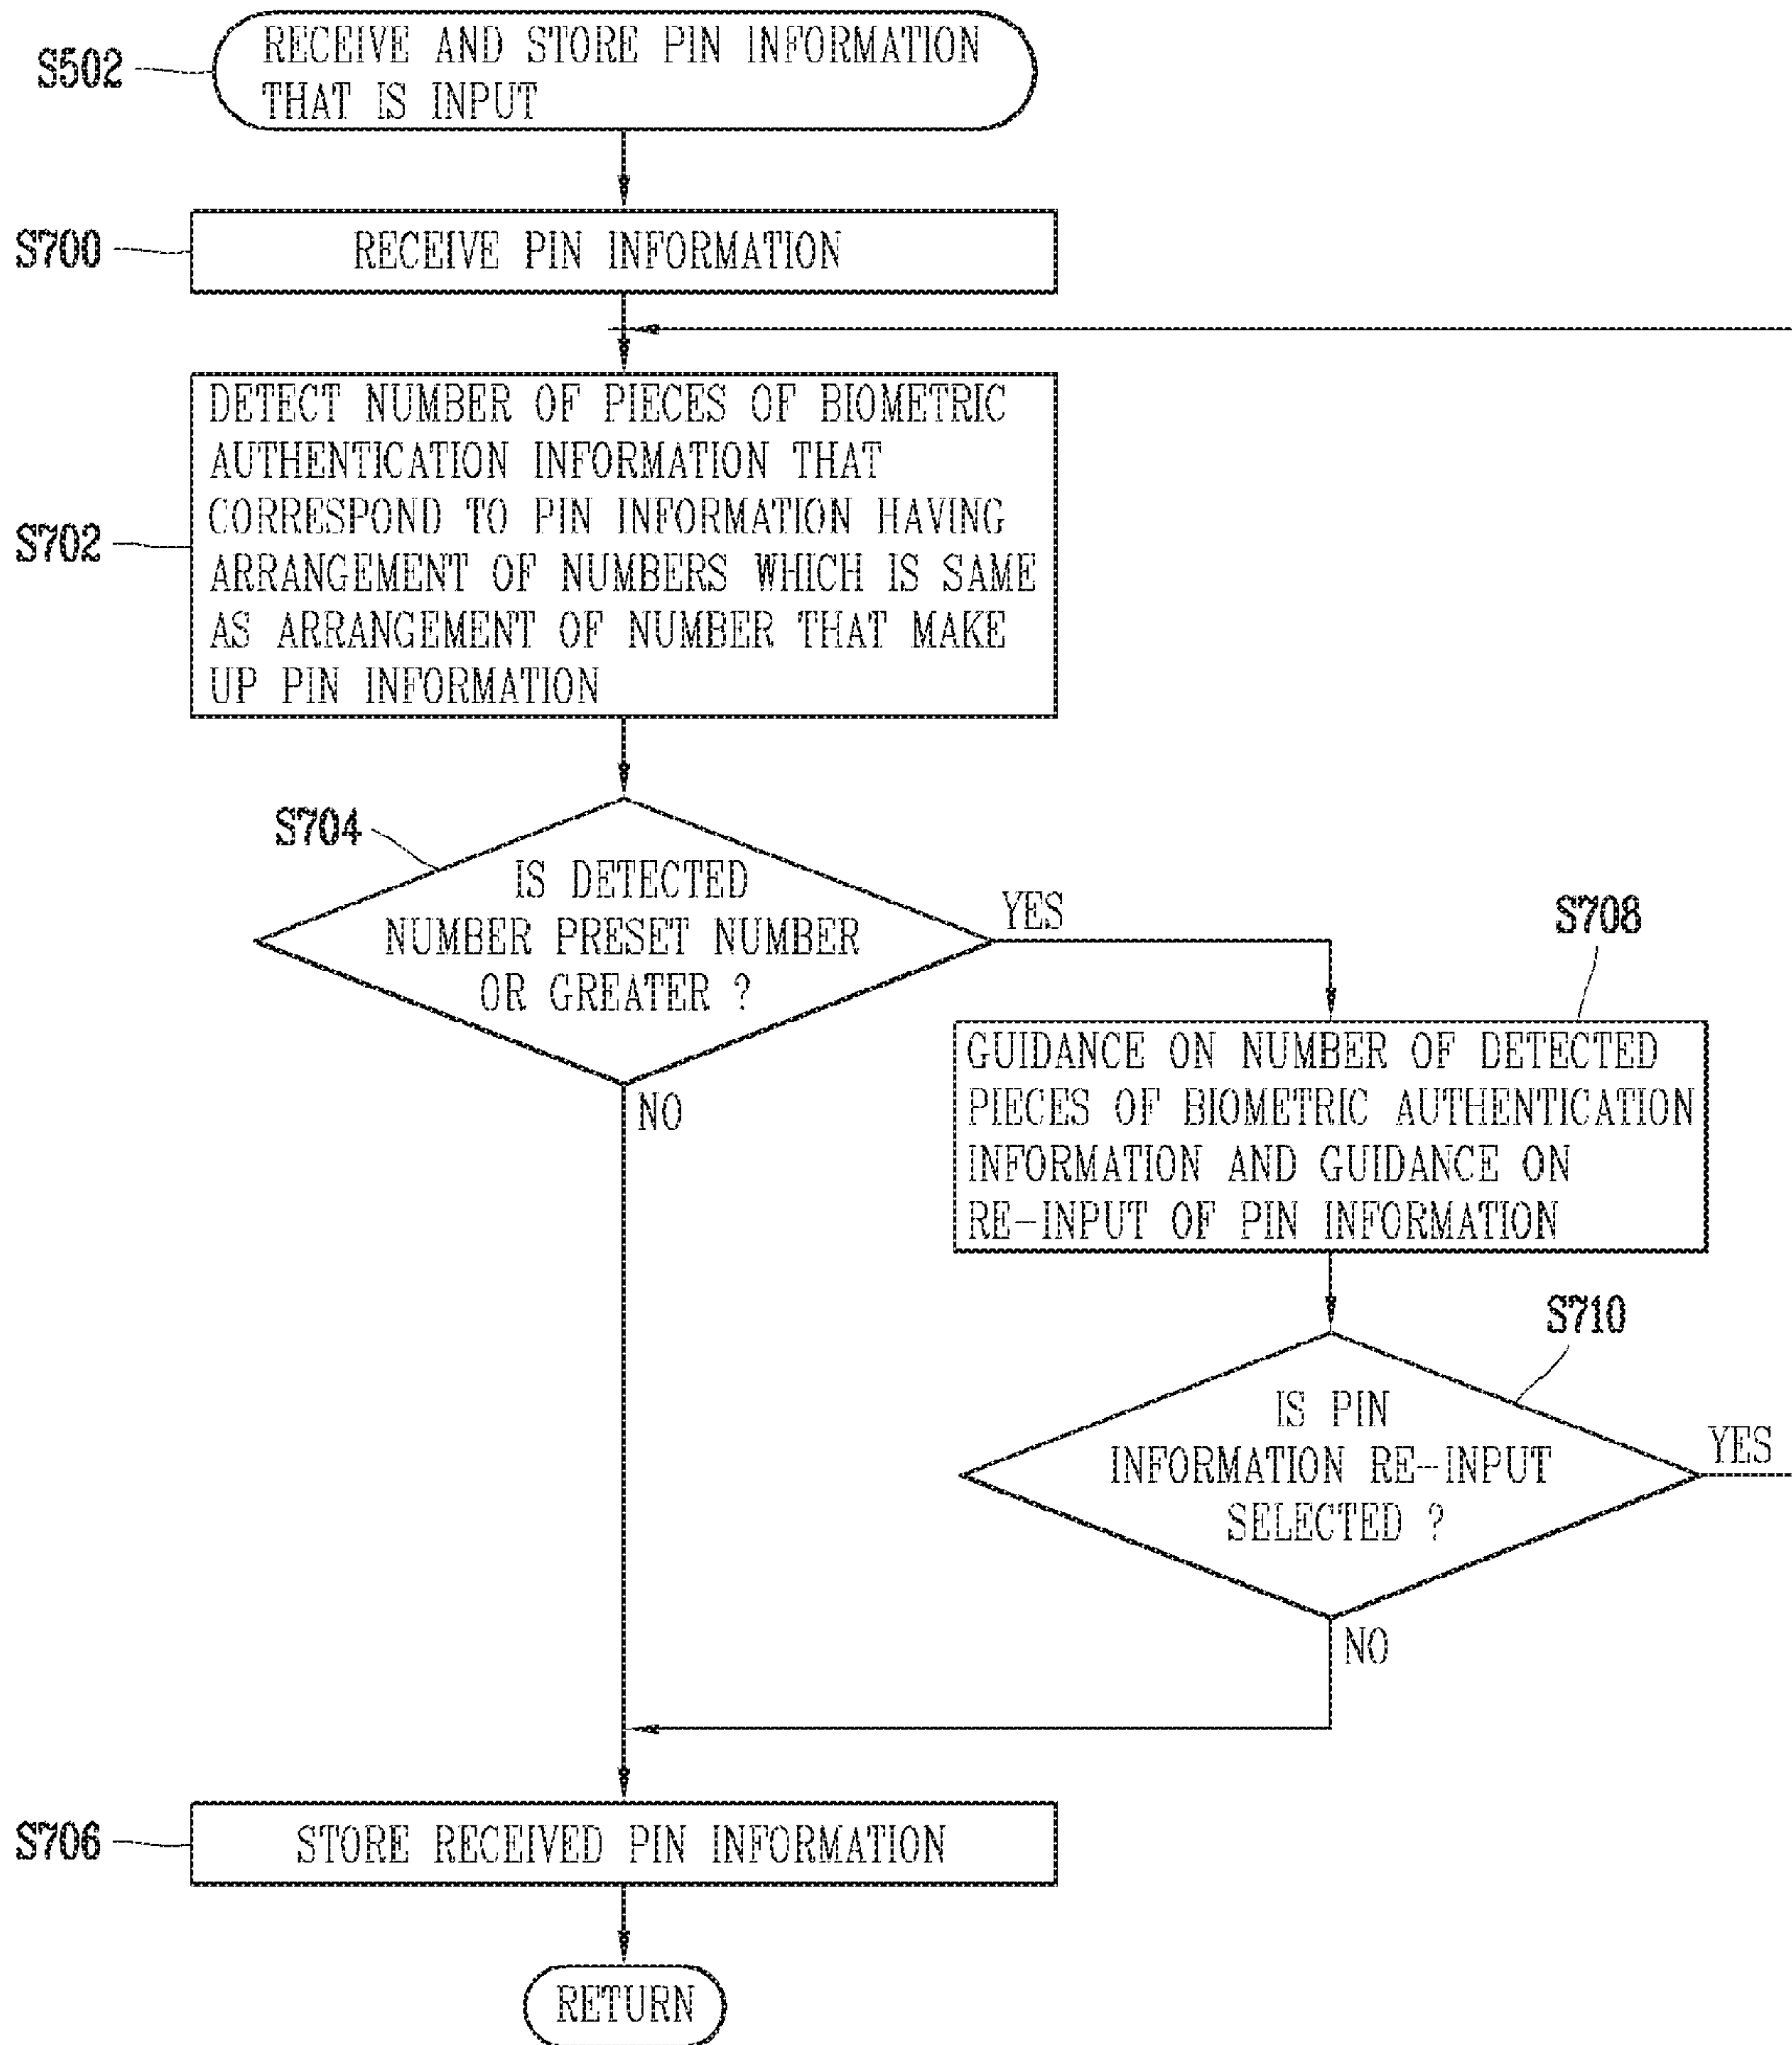 S502
RECEIVE AND STORE PIN INFORMATION
THAT IS INPUT
S700
RECEIVE PIN INFORMATION
S702
DETECT NUMBER OF PIECES OF BIOMETRIC
AUTHENTICATION INFORMATION THAT
CORRESPOND TO PIN INFORMATION HAVING
ARRANGEMENT OF NUMBERS WHICH IS SAME
AS ARRANGEMENT OF NUMBER THAT MAKE
UP PIN INFORMATION
S704
IS DETECTED
NUMBER PRESET NUMBER
OR GREATER ?
YES
NO
S708
GUIDANCE ON NUMBER OF DETECTED
PIECES OF BIOMETRIC AUTHENTICATION
INFORMATION AND GUIDANCE ON
RE-INPUT OF PIN INFORMATION
S710
IS PIN
INFORMATION RE-INPUT
SELECTED ?
YES
NO
S706
STORE RECEIVED PIN INFORMATION
RETURN